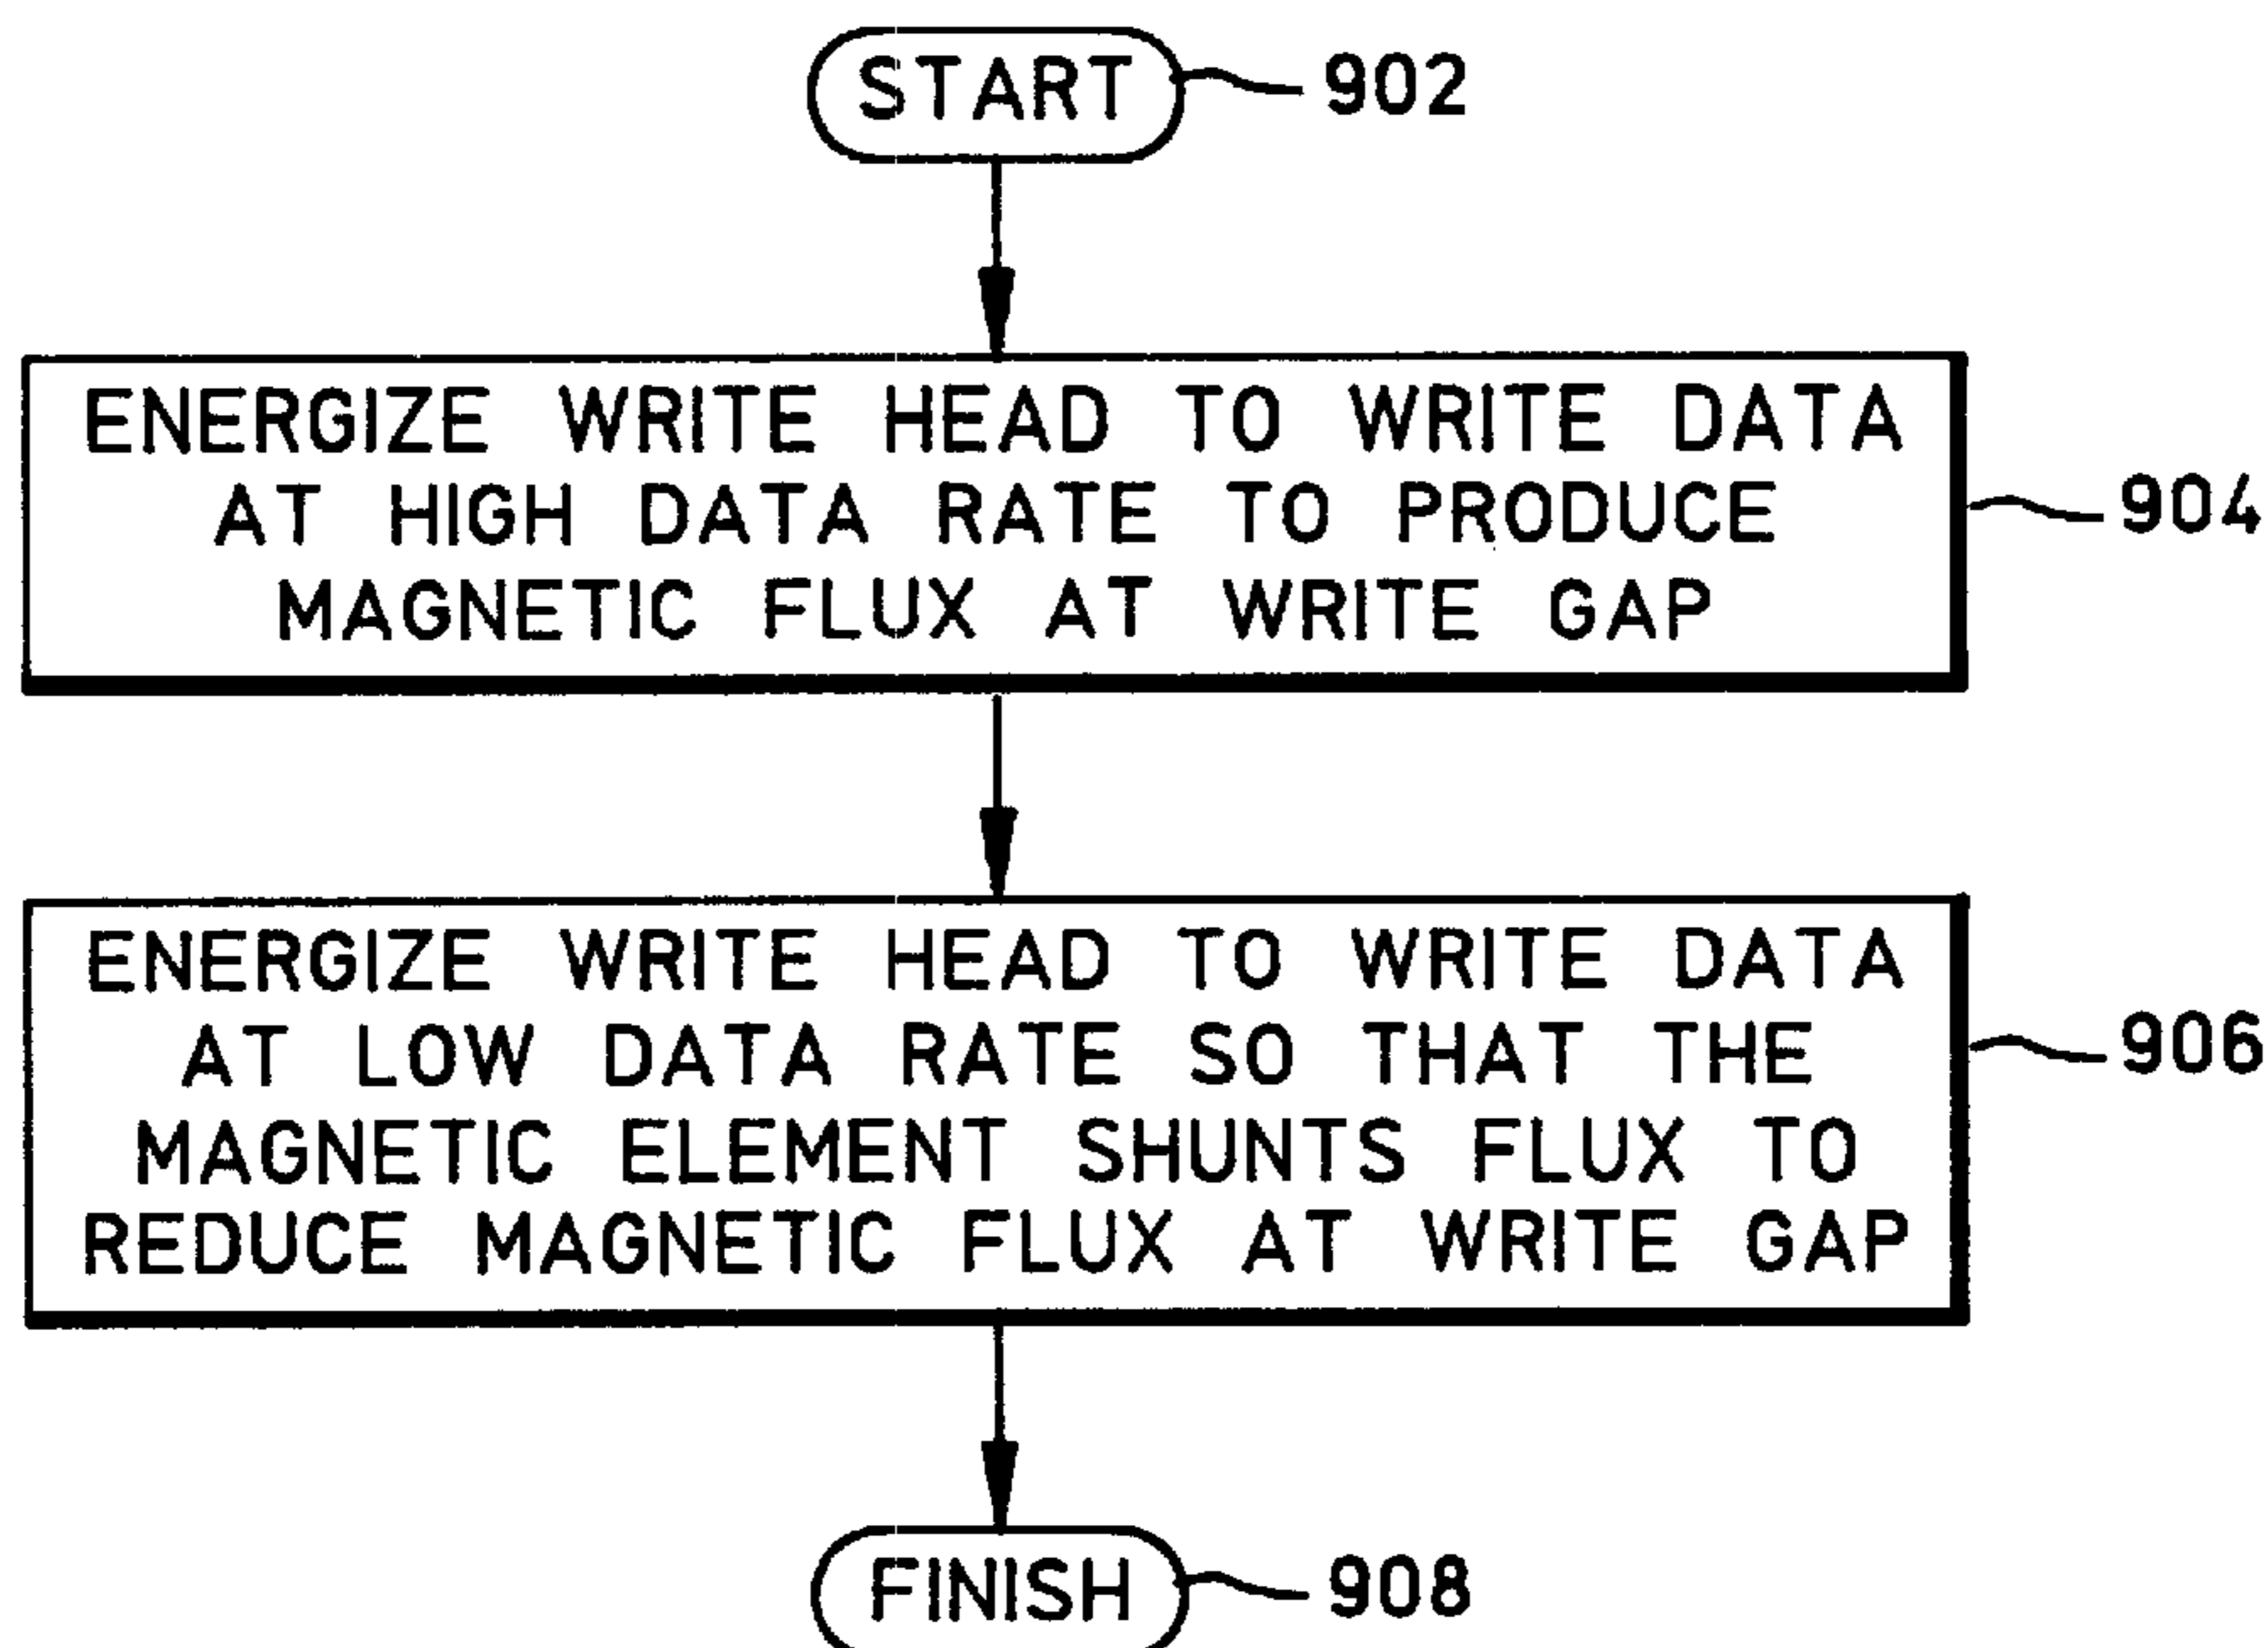 START 902
ENERGIZE WRITE HEAD TO WRITE DATA
AT HIGH DATA RATE TO PRODUCE
MAGNETIC FLUX AT WRITE GAP
904
ENERGIZE WRITE HEAD TO WRITE DATA
AT LOW DATA RATE SO THAT THE
MAGNETIC ELEMENT SHUNTS FLUX TO
REDUCE MAGNETIC FLUX AT WRITE GAP
906
FINISH 908